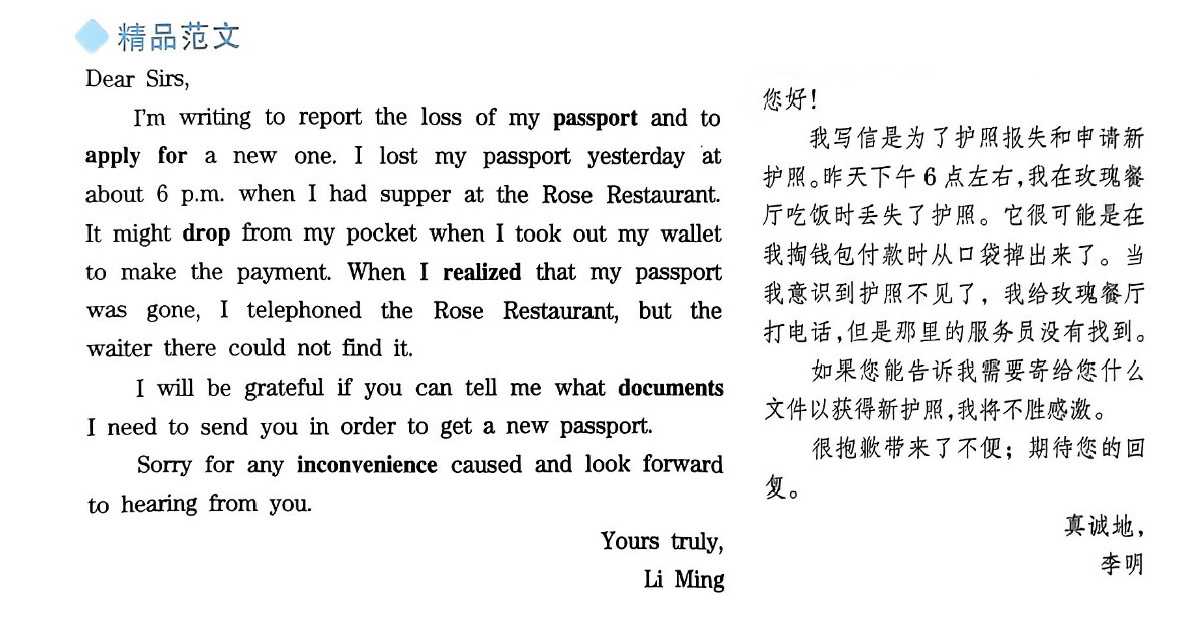 精品范文
Dear Sirs,
I'm writing to report the loss of my passport and to
apply for a new one. I lost my passport yesterday at
about 6 p.m. when I had supper at the Rose Restaurant.
It might drop from my pocket when I took out my wallet
to make the payment. When I realized that my passport
was gone, I telephoned the Rose Restaurant, but the
waiter there could not find it.
I will be grateful if you can tell me what documents
I need to send you in order to get a new passport.
Sorry for any inconvenience caused and look forward
to hearing from you.
Yours truly,
Li Ming
您好!
我写信是为了护照报失和申请新
护照。昨天下午6点左右,我在玫瑰餐
厅吃饭时丢失了护照。它很可能是在
我掏钱包付款时从口袋掉出来了。当
我意识到护照不见了,我给玫瑰餐厅
打电话,但是那里的服务员没有找到。
如果您能告诉我需要寄给您什么
文件以获得新护照,我将不胜感激。
很抱歉带来了不便;期待您的回
复。
真诚地,
李明